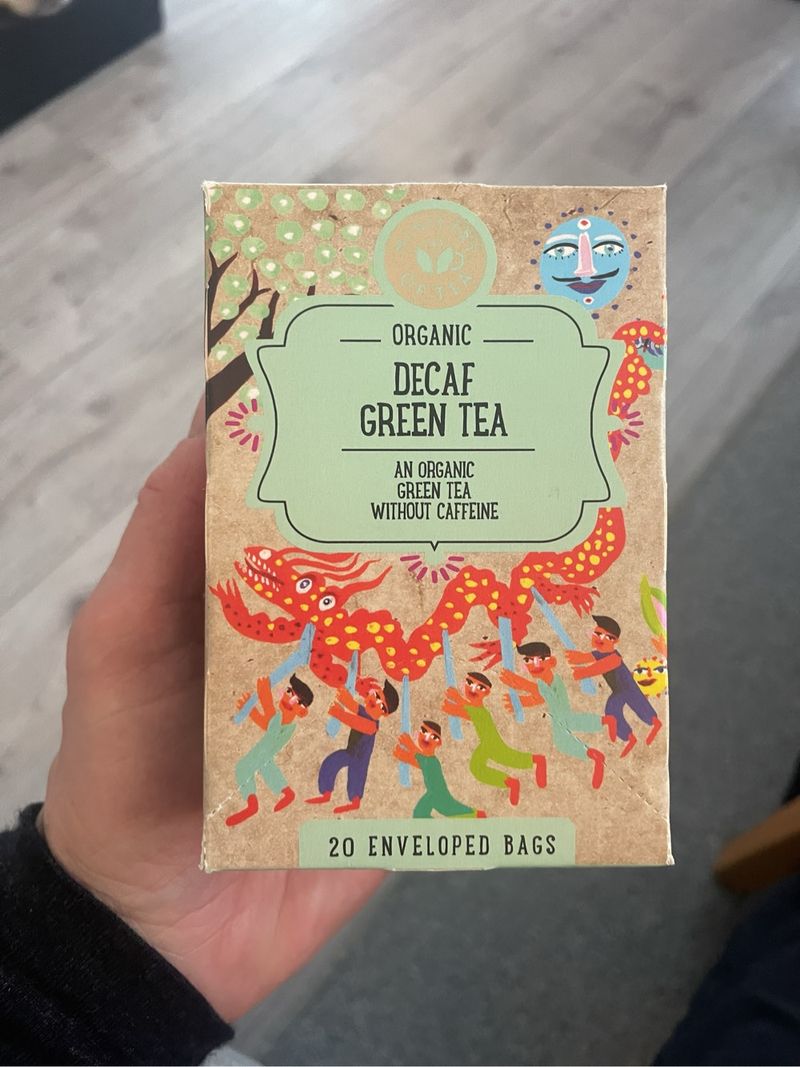 ORGANIC
DECAF
GREEN TEA
AN ORGANIC
GREEN TEA
WITHOUT CAFFEINE
20 ENVELOPED BAGS